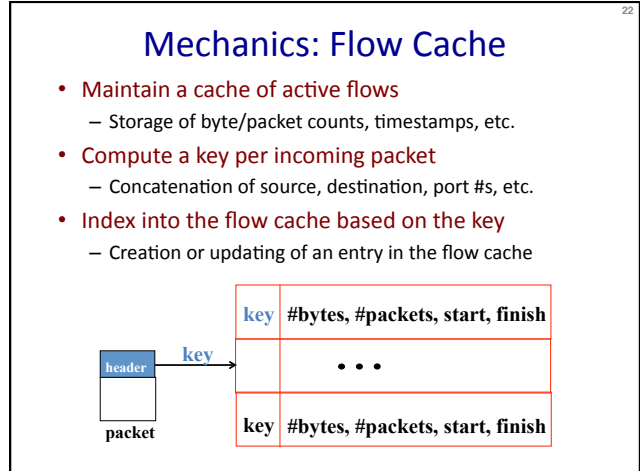 22
Mechanics: Flow Cache
• Maintain a cache of active flows
– Storage of byte/packet counts, timestamps, etc.
• Compute a key per incoming packet
– Concatenation of source, destination, port #s, etc.
• Index into the flow cache based on the key
– Creation or updating of an entry in the flow cache
key #bytes, #packets, start, finish
header key • • •
packet
key #bytes, #packets, start, finish